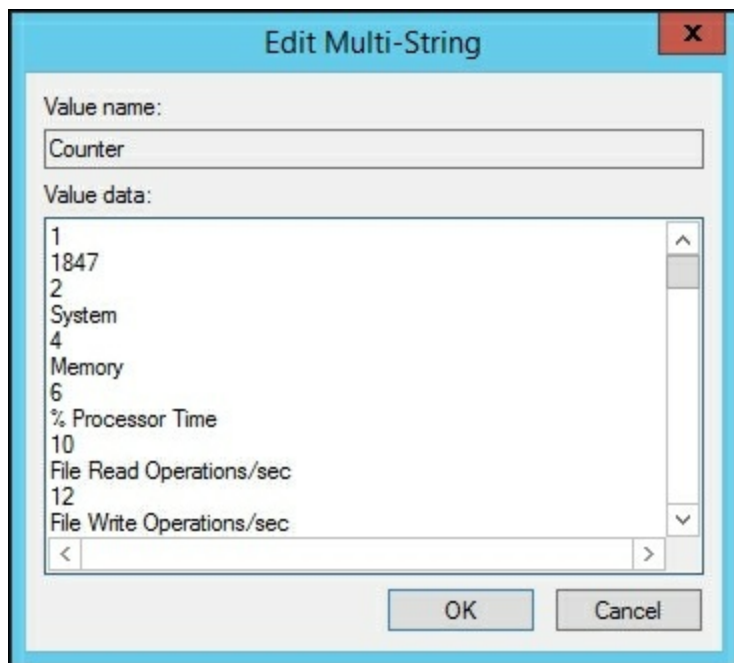 Edit Multi-String
x
Value name:
Counter
Value data:
1
1847
2
System
4
Memory
6
% Processor Time
10
File Read Operations/sec
12
File Write Operations/sec
OK
Cancel